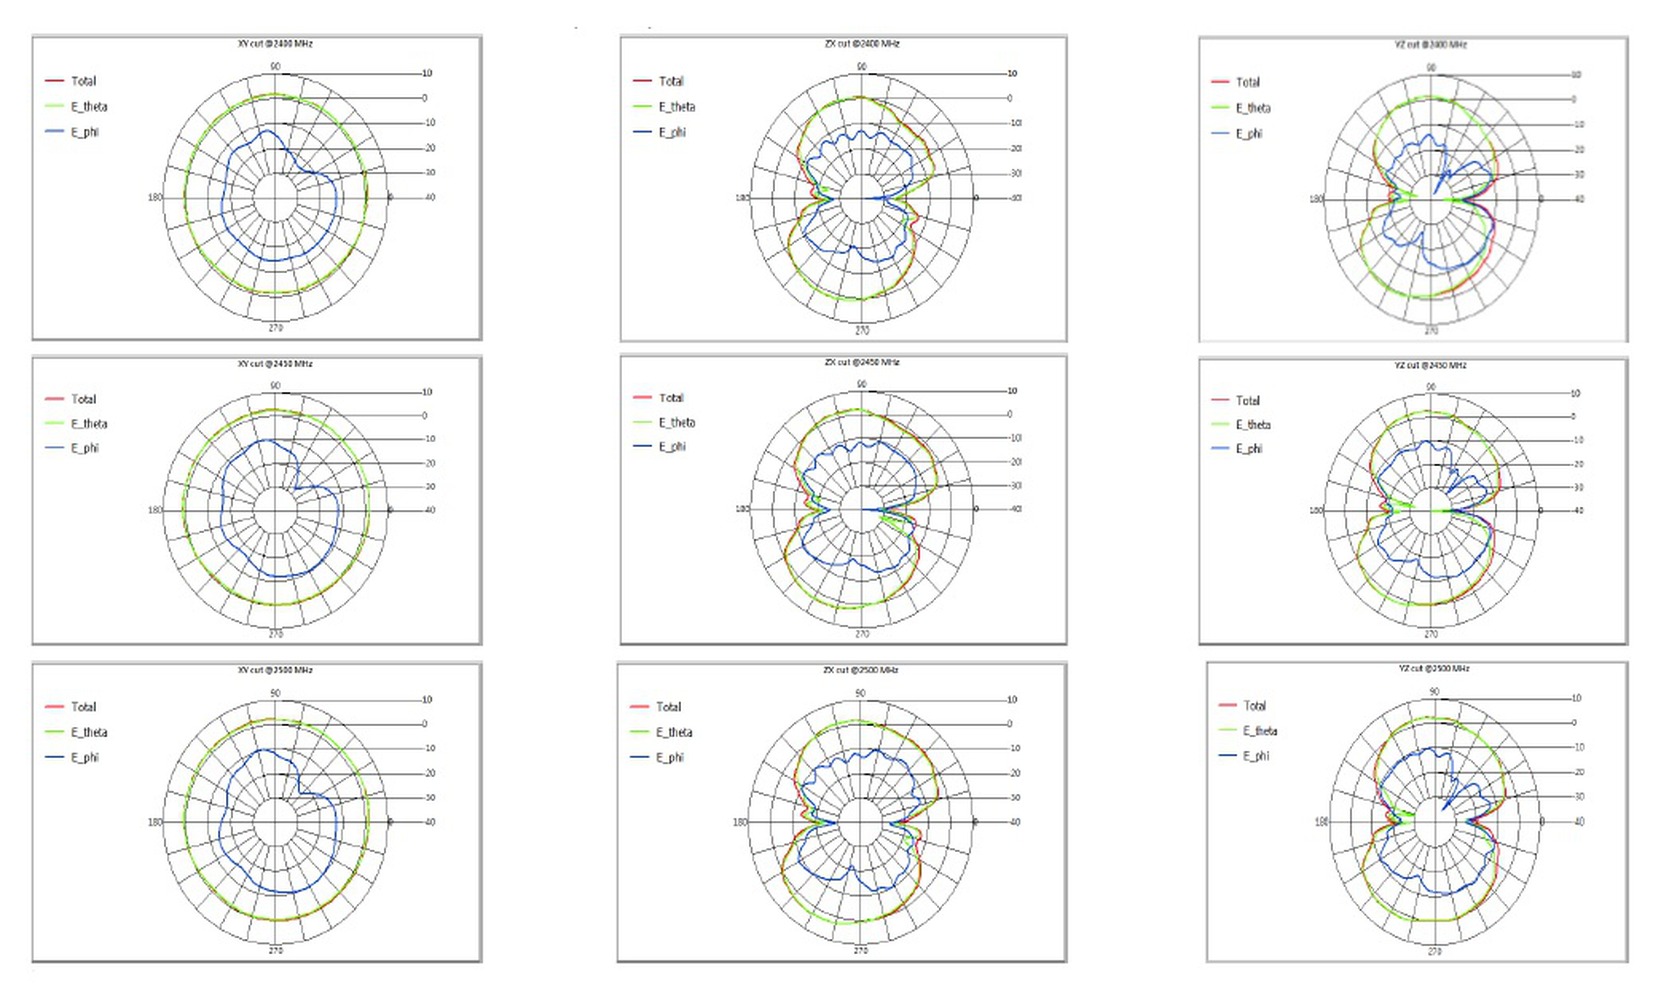 XY cut @2400 MHz
Total
E_theta
E_phi
90
180
270
0
10
0
10
20
30
40
ZX cut @2400 MHz
Total
E_theta
E_phi
90
180
270
0
10
0
10
20
30
40
YZ cut @2400 MHz
Total
E_theta
E_phi
90
180
270
0
10
0
10
20
30
40
XY cut @2450 MHz
Total
E_theta
E_phi
90
180
270
0
10
0
10
20
30
40
ZX cut @2450 MHz
Total
E_theta
E_phi
90
180
270
0
10
0
10
20
30
40
YZ cut @2450 MHz
Total
E_theta
E_phi
90
180
270
0
10
0
10
20
30
40
XY cut @2500 MHz
Total
E_theta
E_phi
90
180
270
0
10
0
10
20
30
40
ZX cut @2500 MHz
Total
E_theta
E_phi
90
180
270
0
10
0
10
20
30
40
YZ cut @2500 MHz
Total
E_theta
E_phi
90
180
270
0
10
0
10
20
30
40